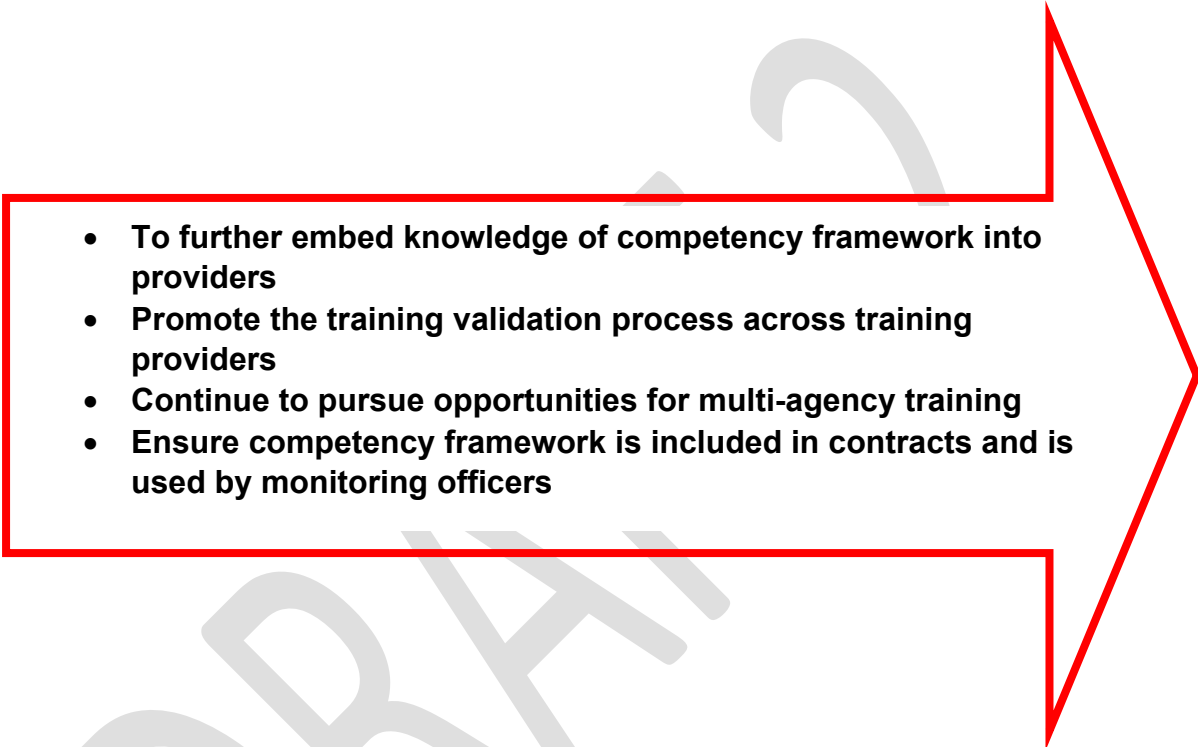 • To further embed knowledge of competency framework into
providers
• Promote the training validation process across training
providers
• Continue to pursue opportunities for multi-agency training
• Ensure competency framework is included in contracts and is
used by monitoring officers